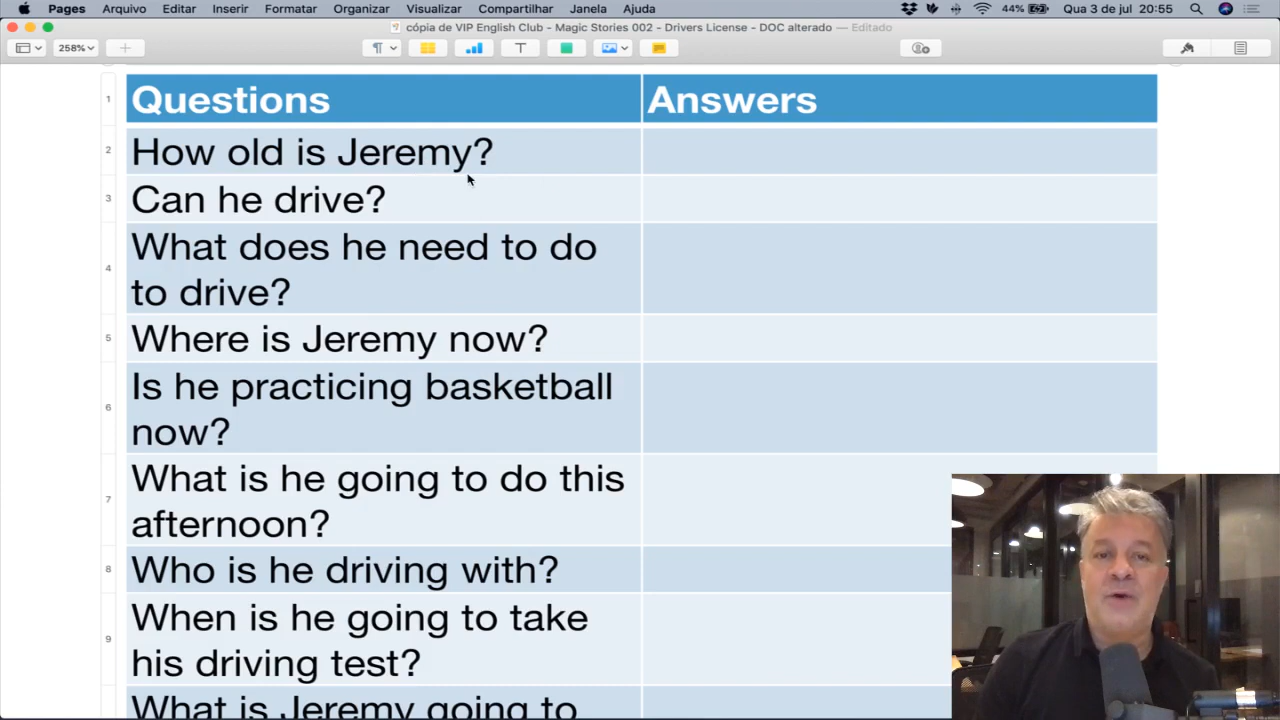 Pages Arquivo Editar Inserir Formatar Organizar Visualizar Compartilhar Janela Ajuda 44% Qua 3 de jul 20:55
cópia de VIP English Club - Magic Stories 002 - Drivers License - DOC alterado — Editado
258%
1 Questions Answers
2 How old is Jeremy?
3 Can he drive?
4 What does he need to do
to drive?
5 Where is Jeremy now?
6 Is he practicing basketball
now?
7 What is he going to do this
afternoon?
8 Who is he driving with?
9 When is he going to take
his driving test?
What is Jeremy going to